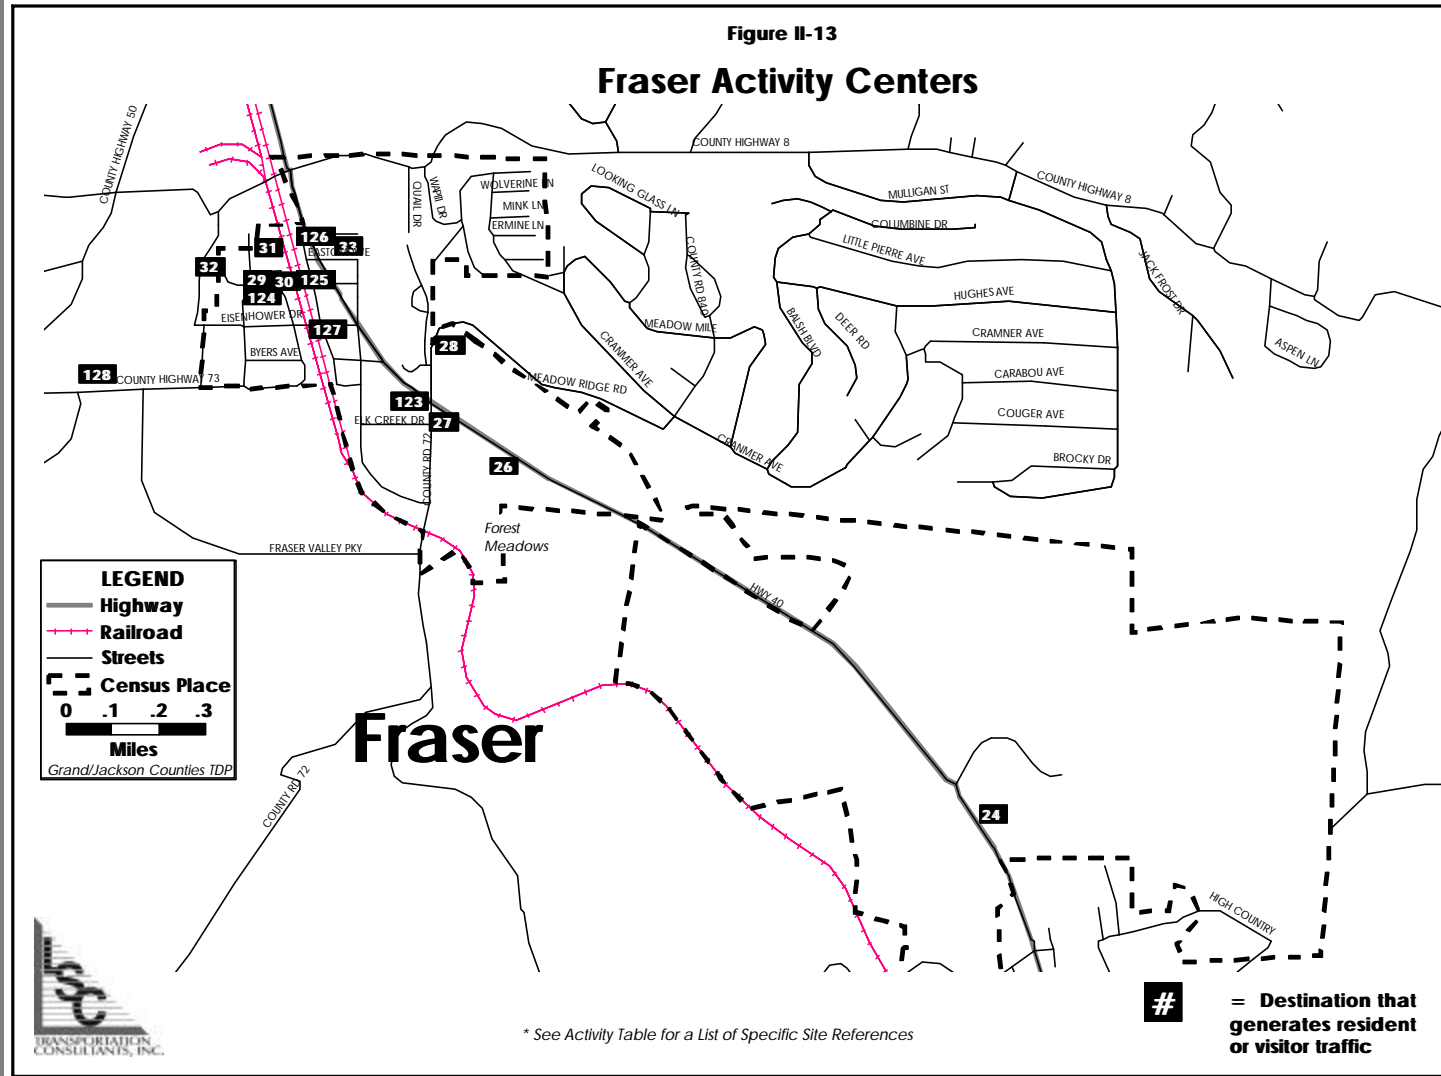 Figure II-13
Fraser Activity Centers
COUNTY HIGHWAY 50
COUNTY HIGHWAY 8
COUNTY HIGHWAY 8
QUAIL DR
WAPITI DR
WOLVERINE LN
MINK LN
ERMINE LN
LOOKING GLASS LN
MULLIGAN ST
COLUMBINE DR
LITTLE PIERRE AVE
COUNTY RD 840
JACK FROST DR
HUGHES AVE
126
33
31
32
29
30
125
124
EISENHOWER DR
127
BYERS AVE
28
MEADOW MILE
BALSH BLVD
DEER RD
CRAMNER AVE
ASPEN LN
CRANMER AVE
128
COUNTY HIGHWAY 73
MEADOW RIDGE RD
CARABOU AVE
123
COUGER AVE
ELK CREEK DR
27
COUNTY RD 72
26
CRANMER AVE
BROCKY DR
Forest
Meadows
FRASER VALLEY PKY
HWY 40
LEGEND
Highway
Railroad
Streets
Census Place
0 .1 .2 .3
Miles
Grand/Jackson Counties TDP
Fraser
COUNTY RD 72
24
HIGH COUNTRY
LSC
TRANSPORTATION
CONSULTANTS, INC.
* See Activity Table for a List of Specific Site References
#
= Destination that
generates resident
or visitor traffic